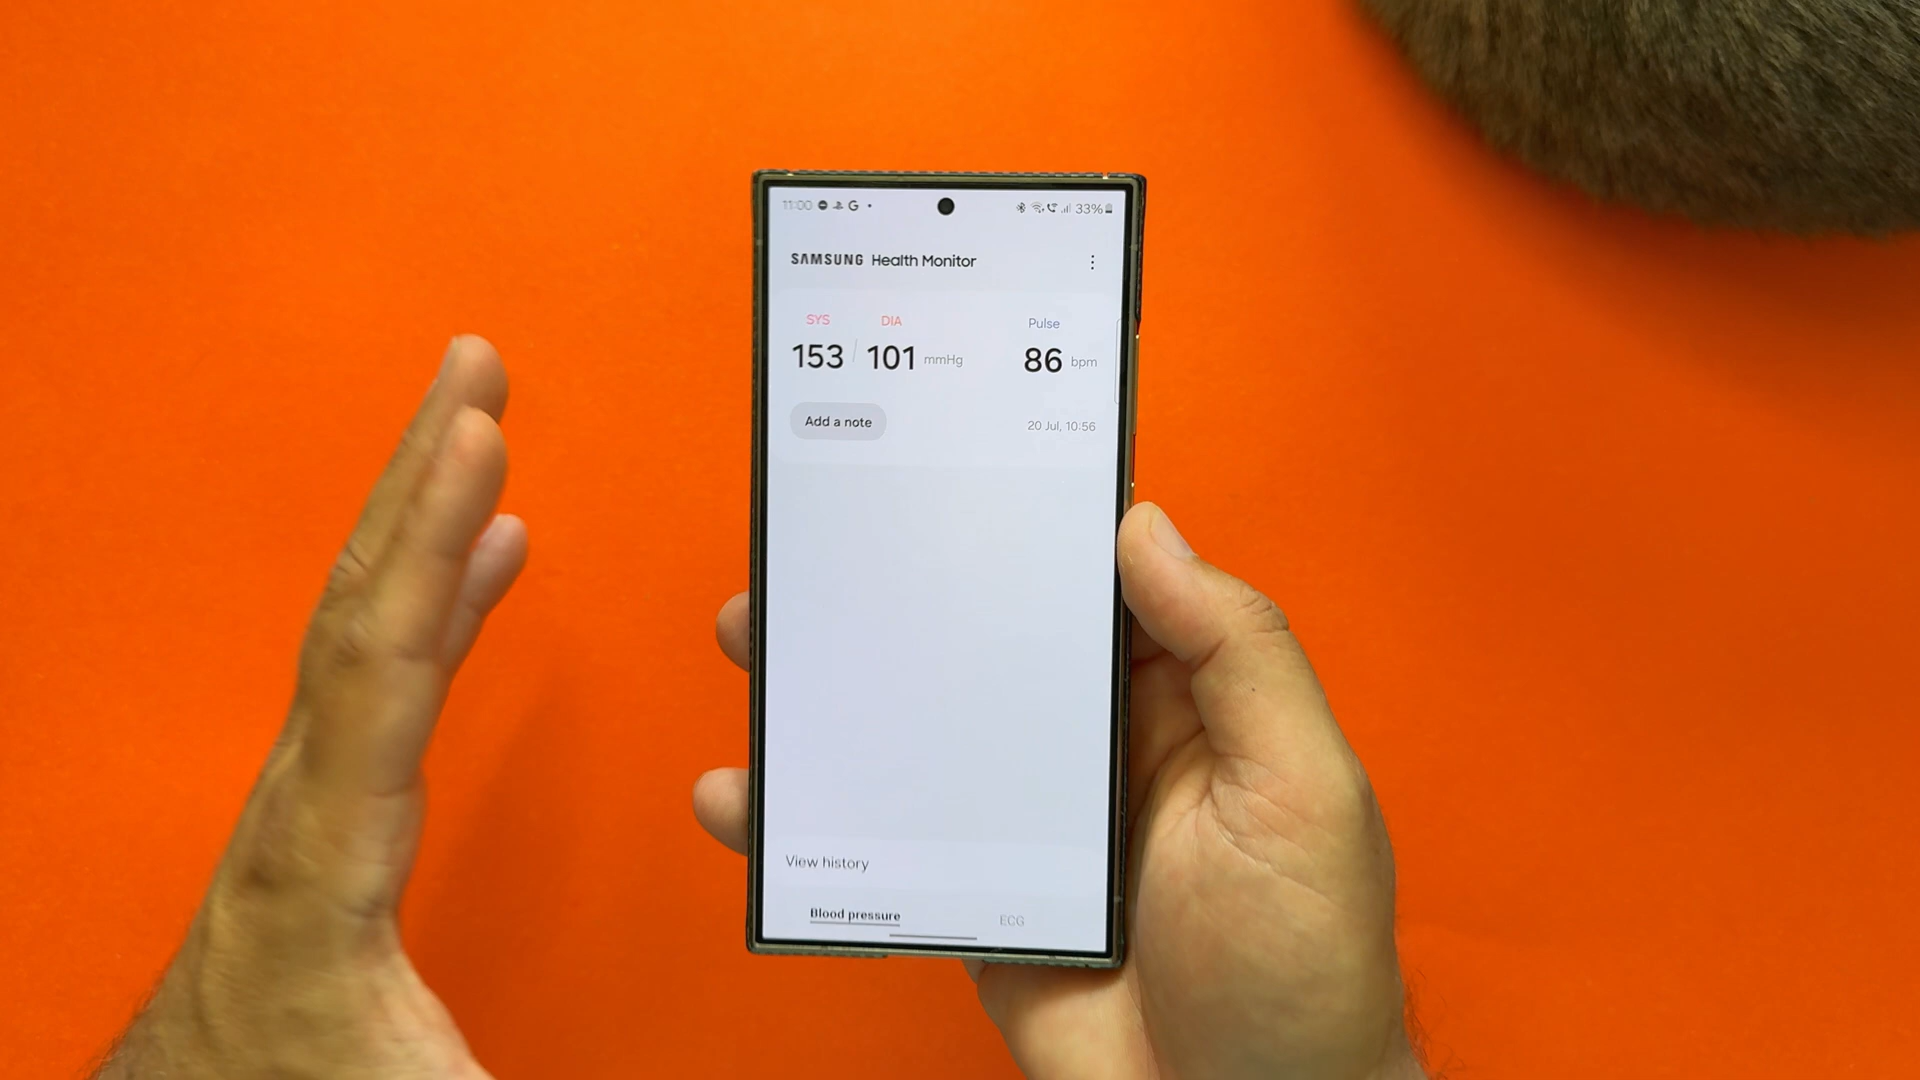 11:00 G 33%
SAMSUNG Health Monitor
SYS DIA Pulse
153 / 101 mmHg 86 bpm
Add a note 20 Jul, 10:56
View history
Blood pressure ECG